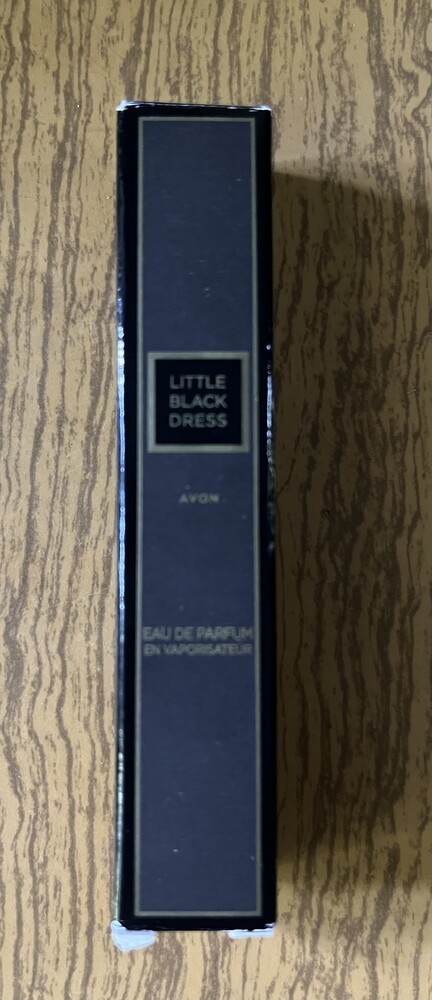 LITTLE
BLACK
DRESS
AVON
EAU DE PARFUM
EN VAPORISATEUR